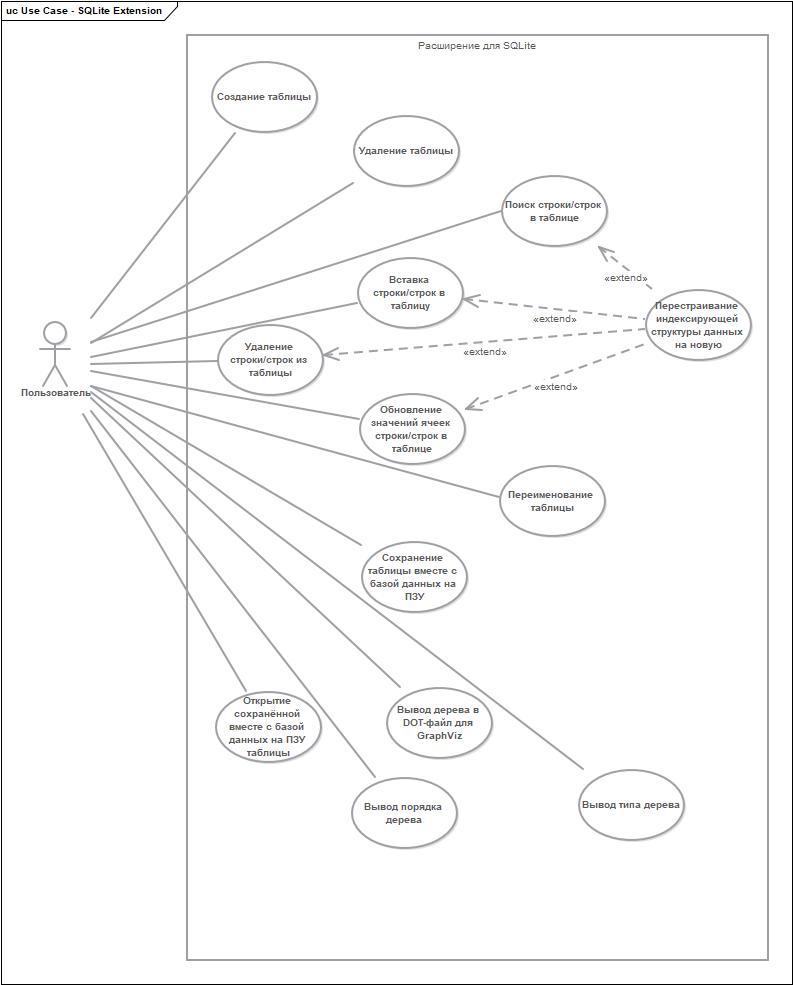 uc Use Case - SQLite Extension
Расширение для SQLite
Создание таблицы
Удаление таблицы
Поиск строки/строк
в таблице
Вставка
строки/строк в
таблицу
«extend»
Перестраивание
индексирующей
структуры данных
на новую
«extend»
«extend»
«extend»
Удаление
строки/строк из
таблицы
Пользователь
Обновление
значений ячеек
строки/строк в
таблице
Переименование
таблицы
Сохранение
таблицы вместе с
базой данных на
ПЗУ
Открытие
сохранённой
вместе с базой
данных на ПЗУ
таблицы
Вывод дерева в
DOT-файл для
GraphViz
Вывод порядка
дерева
Вывод типа дерева